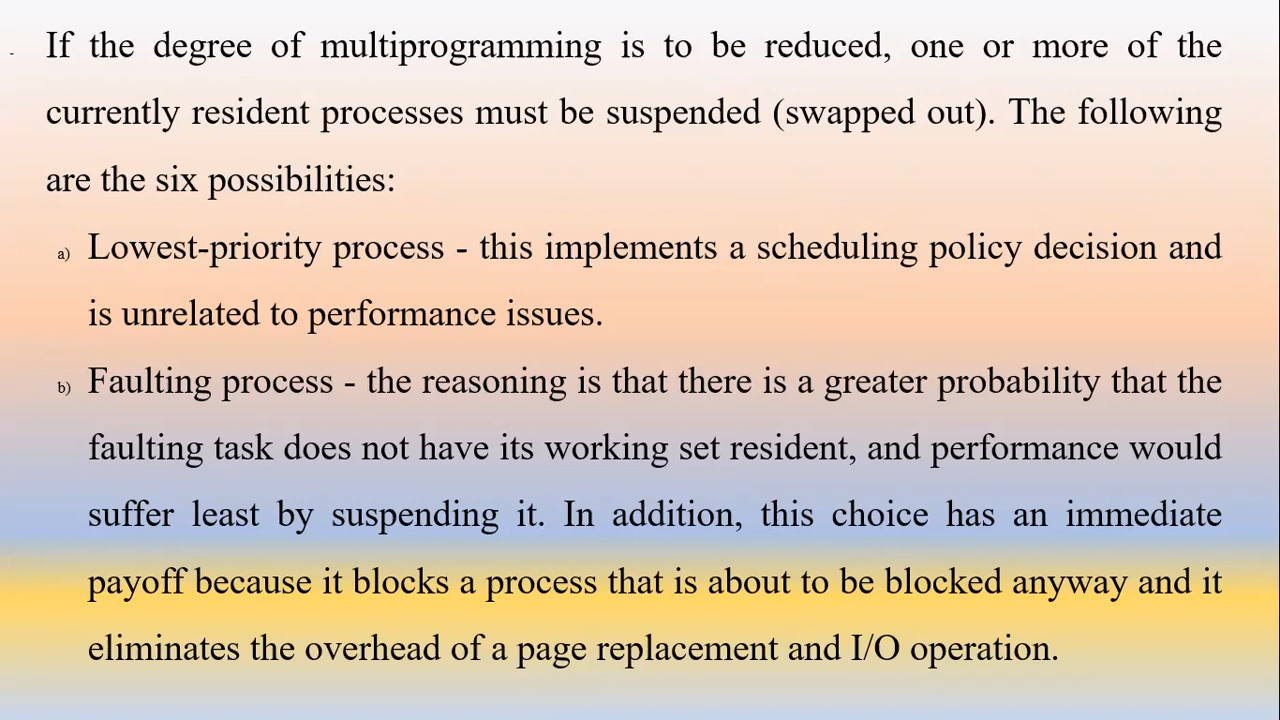 If the degree of multiprogramming is to be reduced, one or more of the
currently resident processes must be suspended (swapped out). The following
are the six possibilities:
a) Lowest-priority process - this implements a scheduling policy decision and
is unrelated to performance issues.
b) Faulting process - the reasoning is that there is a greater probability that the
faulting task does not have its working set resident, and performance would
suffer least by suspending it. In addition, this choice has an immediate
payoff because it blocks a process that is about to be blocked anyway and it
eliminates the overhead of a page replacement and I/O operation.